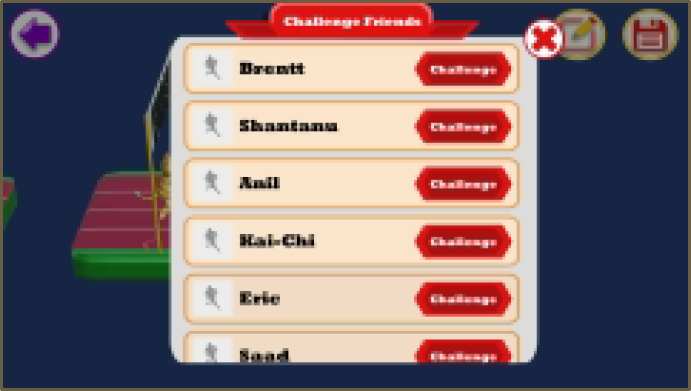 Challenge Friends
Brentt
Challenge
Shantanu
Challenge
Anil
Challenge
Kai-Chi
Challenge
Eric
Challenge
Saad
Challenge